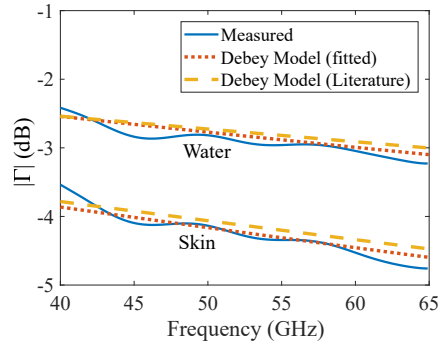 -1
-2
-3
-4
-5
|Γ| (dB)
Measured
Debey Model (fitted)
Debey Model (Literature)
Water
Skin
40 45 50 55 60 65
Frequency (GHz)